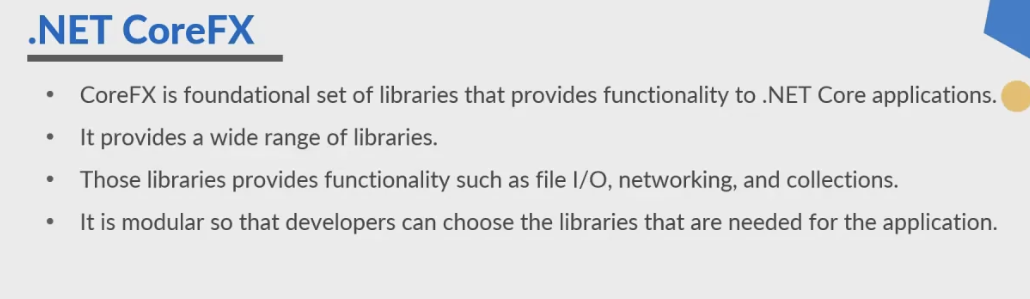 .NET CoreFX
• CoreFX is foundational set of libraries that provides functionality to .NET Core applications.
• It provides a wide range of libraries.
• Those libraries provides functionality such as file I/O, networking, and collections.
• It is modular so that developers can choose the libraries that are needed for the application.